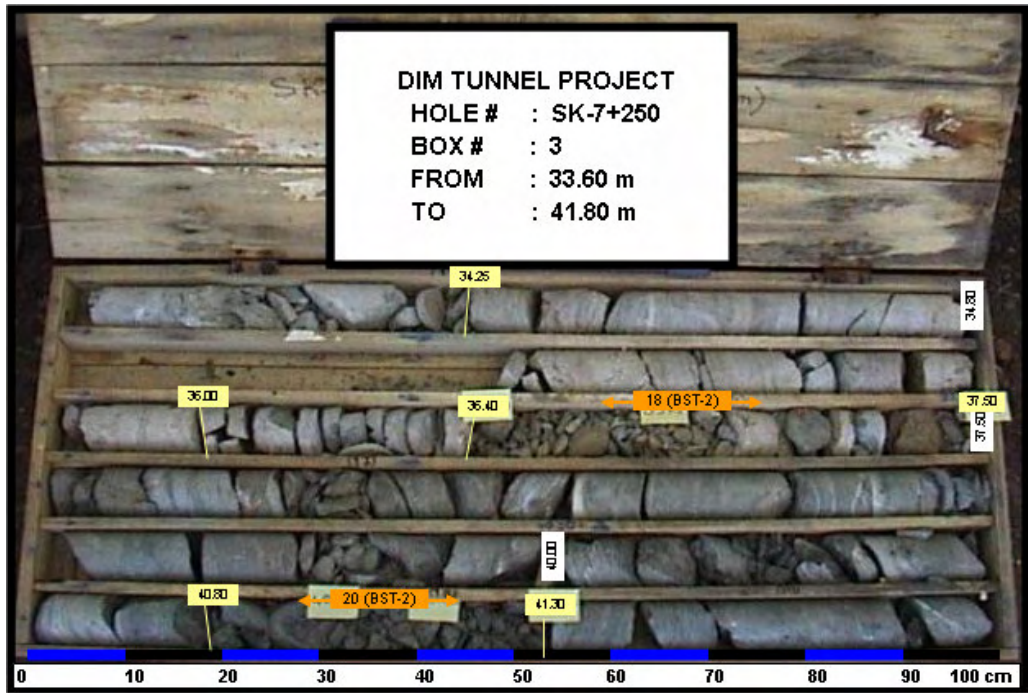 DIM TUNNEL PROJECT
HOLE # : SK-7+250
BOX # : 3
FROM : 33.60 m
TO : 41.80 m
34.25
34.80
36.00
36.40
18 (BST-2)
37.50
37.50
40.00
40.80
20 (BST-2)
41.30
0 10 20 30 40 50 60 70 80 90 100 cm